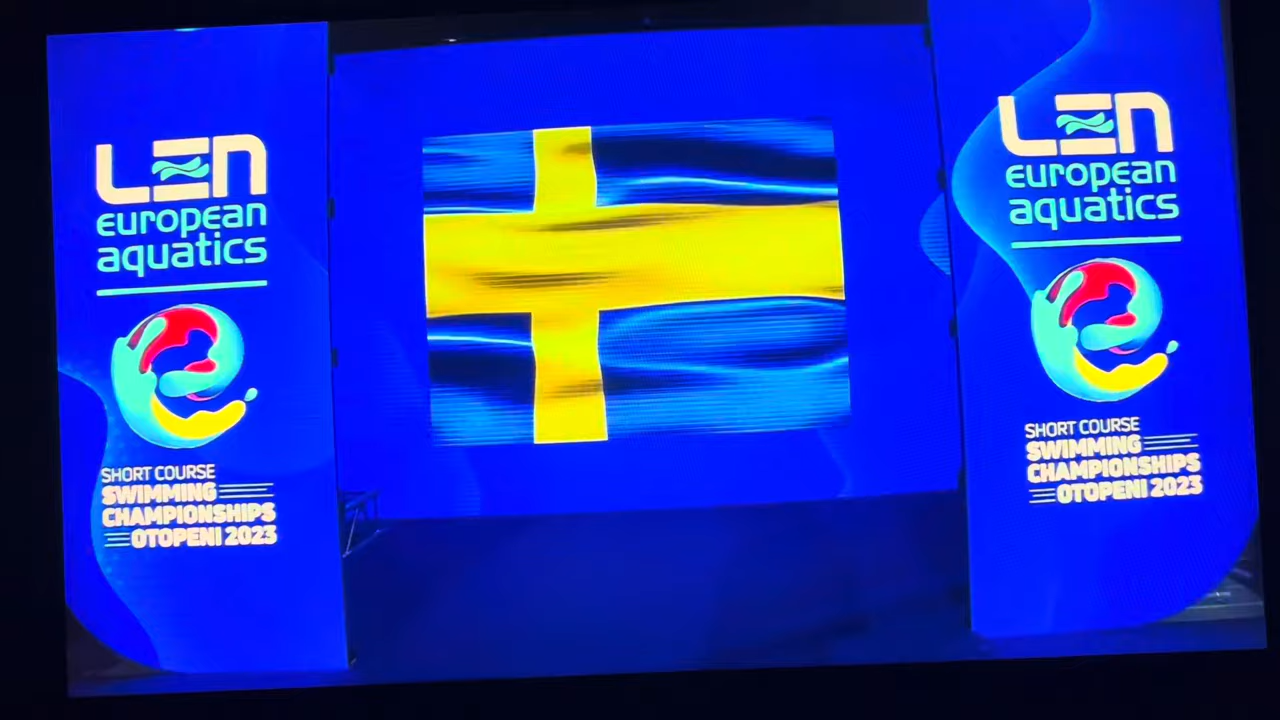 LEN
european
aquatics
SHORT COURSE
SWIMMING
CHAMPIONSHIPS
OTOPENI 2023
LEN
european
aquatics
SHORT COURSE
SWIMMING
CHAMPIONSHIPS
OTOPENI 2023